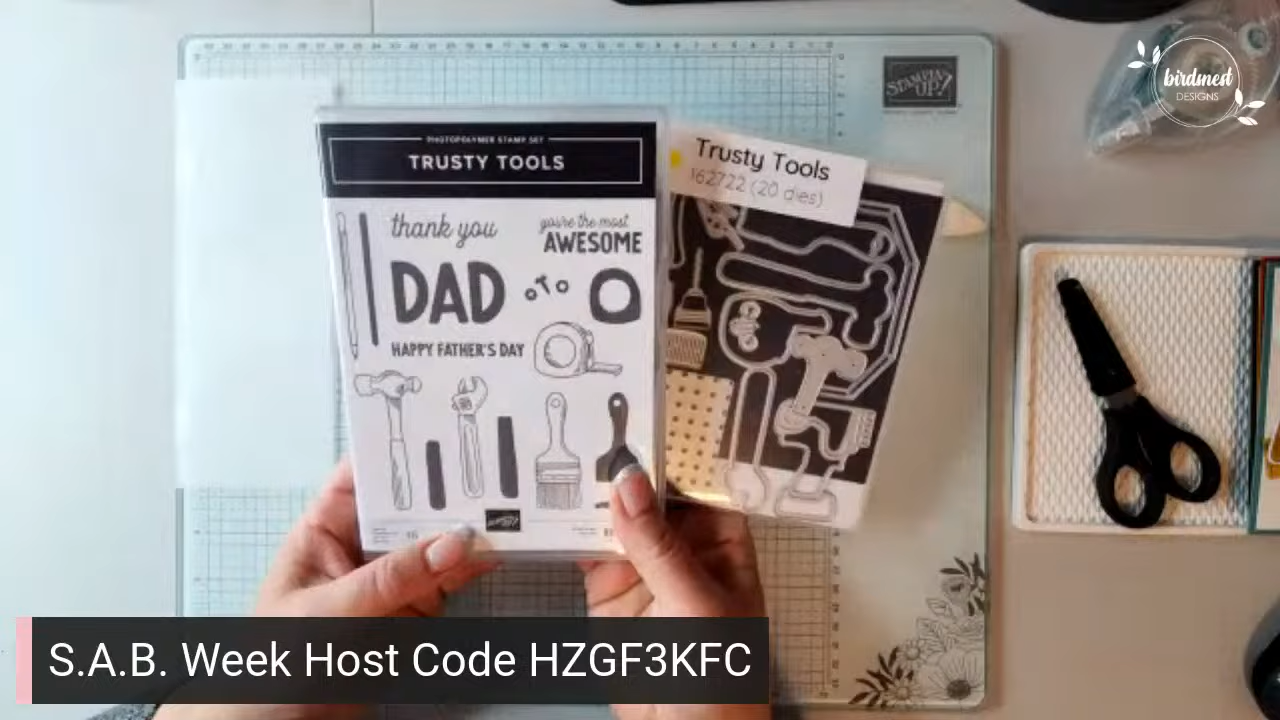 STAMPIN' UP!
birdsnest
DESIGNS
PHOTOPOLYMER STAMP SET
TRUSTY TOOLS
thank you
you're the most
AWESOME
DAD
HAPPY FATHER'S DAY
Trusty Tools
162722 (20 dies)
S.A.B. Week Host Code HZGF3KFC